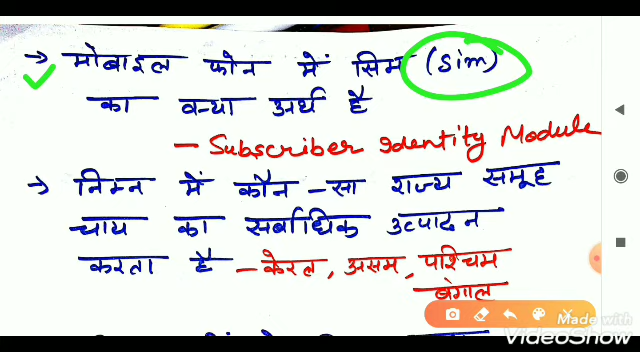 → मोबाइल फोन में सिम (Sim)
का क्या अर्थ है
— Subscriber Identity Module
→ निम्न में कौन-सा राज्य समूह
चाय का सर्वाधिक उत्पादन
करता है — केरल, असम, पश्चिम
बंगाल
Made with
VideoShow